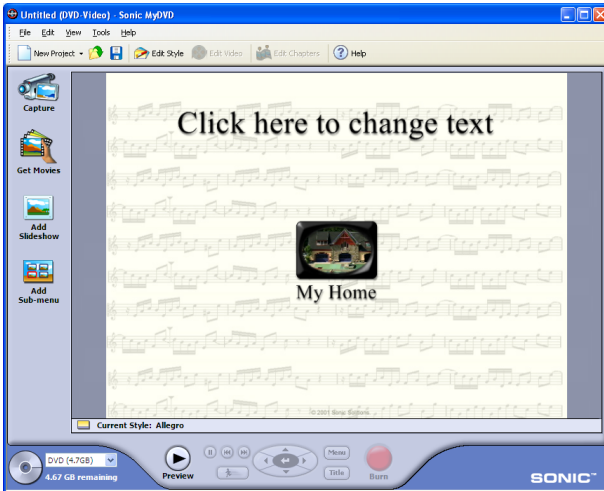 Untitled (DVD-Video) - Sonic MyDVD
File Edit View Tools Help
New Project Edit Style Edit Video Edit Chapters ? Help
Capture
Get Movies
Add
Slideshow
Add
Sub-menu
Click here to change text
My Home
© 2001 Sonic Solutions
Current Style: Allegro
DVD (4.7GB)
4.67 GB remaining
Preview
Menu
Title
Burn
SONIC™